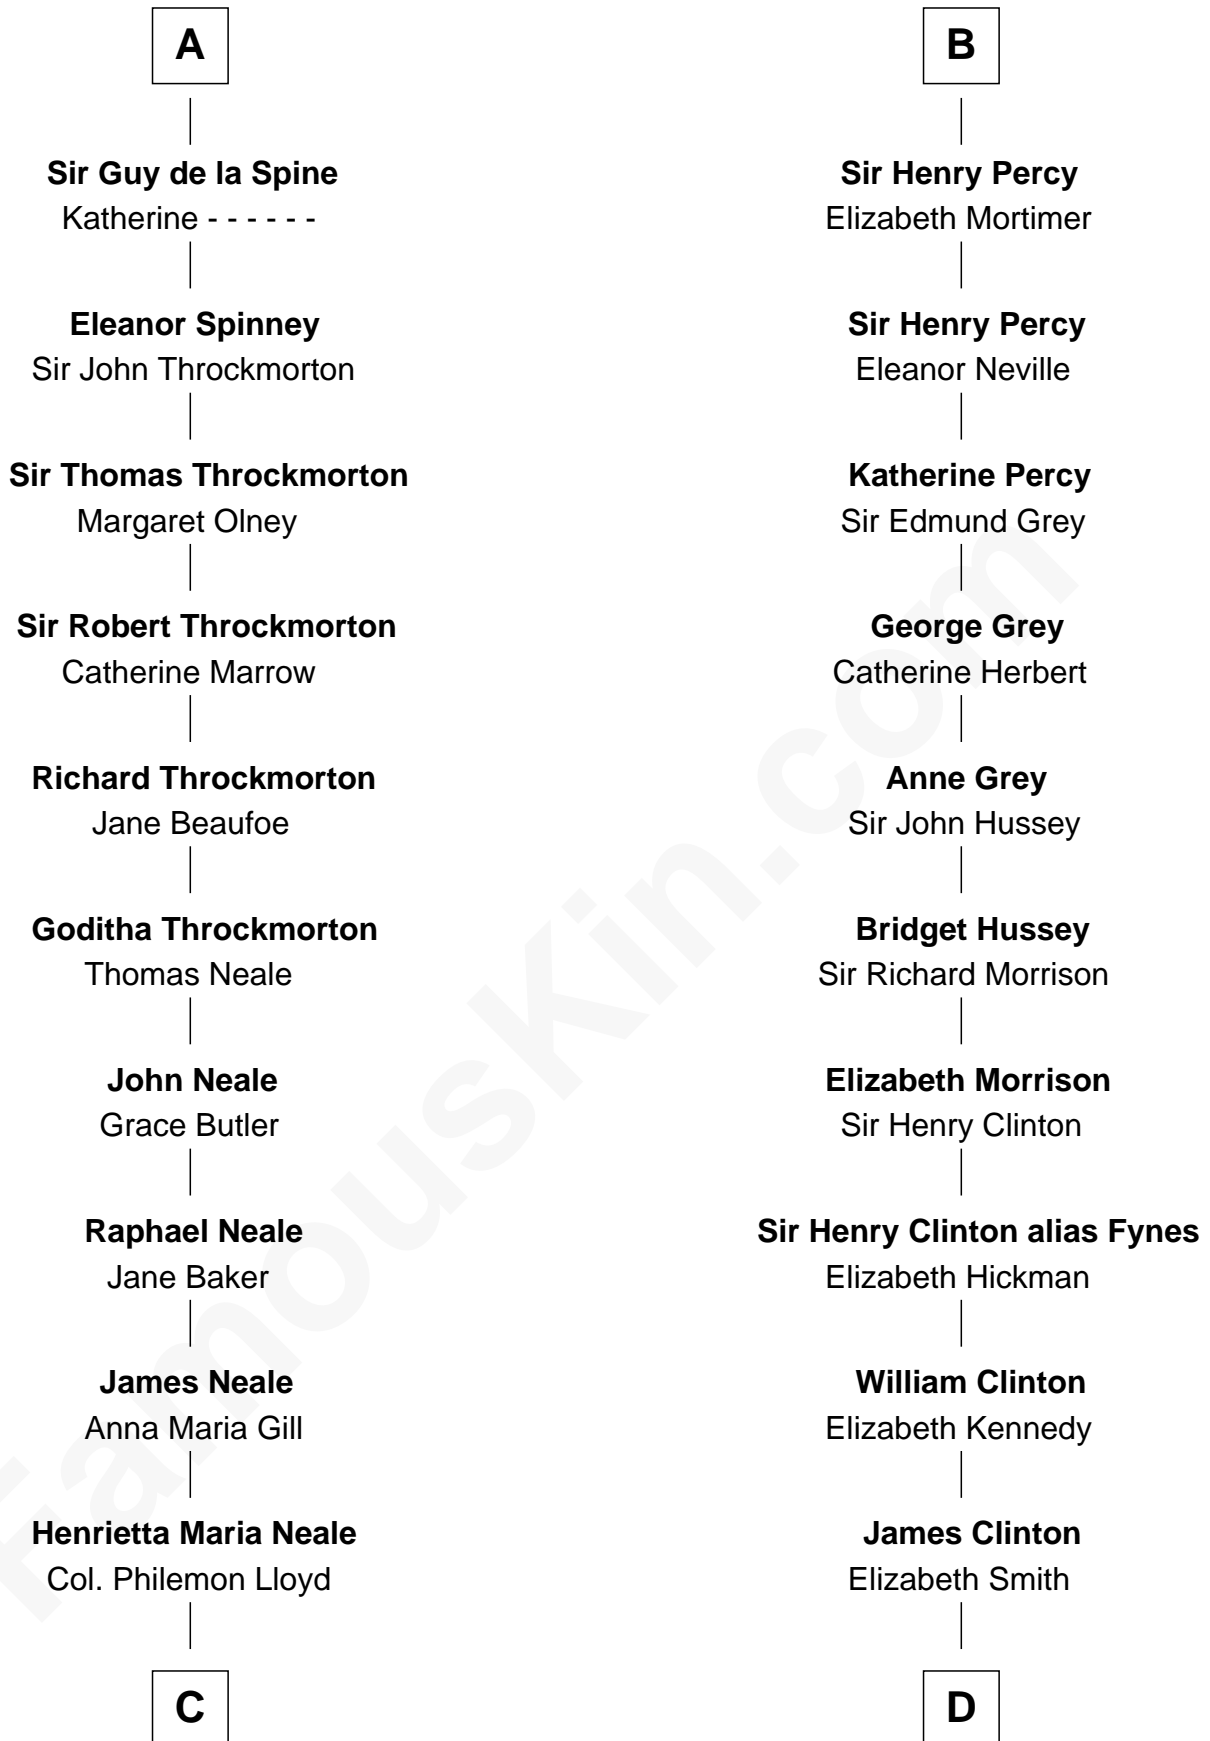 A
Sir Guy de la Spine
Katherine - - - - - -
Eleanor Spinney
Sir John Throckmorton
Sir Thomas Throckmorton
Margaret Olney
Sir Robert Throckmorton
Catherine Marrow
Richard Throckmorton
Jane Beaufoe
Goditha Throckmorton
Thomas Neale
John Neale
Grace Butler
Raphael Neale
Jane Baker
James Neale
Anna Maria Gill
Henrietta Maria Neale
Col. Philemon Lloyd
C
B
Sir Henry Percy
Elizabeth Mortimer
Sir Henry Percy
Eleanor Neville
Katherine Percy
Sir Edmund Grey
George Grey
Catherine Herbert
Anne Grey
Sir John Hussey
Bridget Hussey
Sir Richard Morrison
Elizabeth Morrison
Sir Henry Clinton
Sir Henry Clinton alias Fynes
Elizabeth Hickman
William Clinton
Elizabeth Kennedy
James Clinton
Elizabeth Smith
D
FamousKin.com